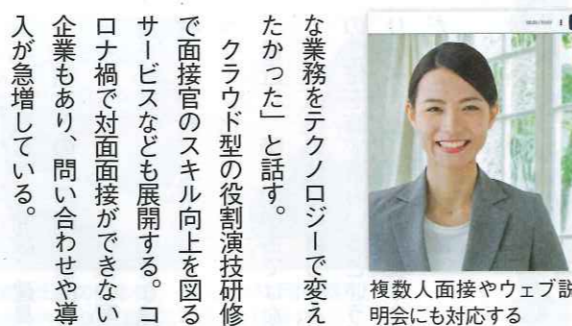 な業務をテクノロジーで変え
たかった」と話す。
クラウド型の役割演技研修
で面接官のスキル向上を図る
サービスなども展開する。コ
ロナ禍で対面面接ができない
企業もあり、問い合わせや導
入が急増している。
複数人面接やウェブ説
明会にも対応する